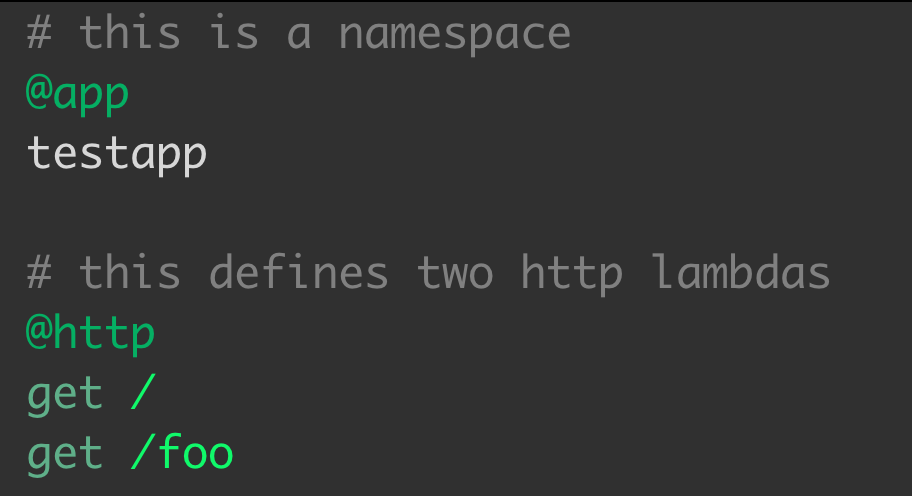 # this is a namespace
@app
testapp
# this defines two http lambdas
@http
get /
get /foo